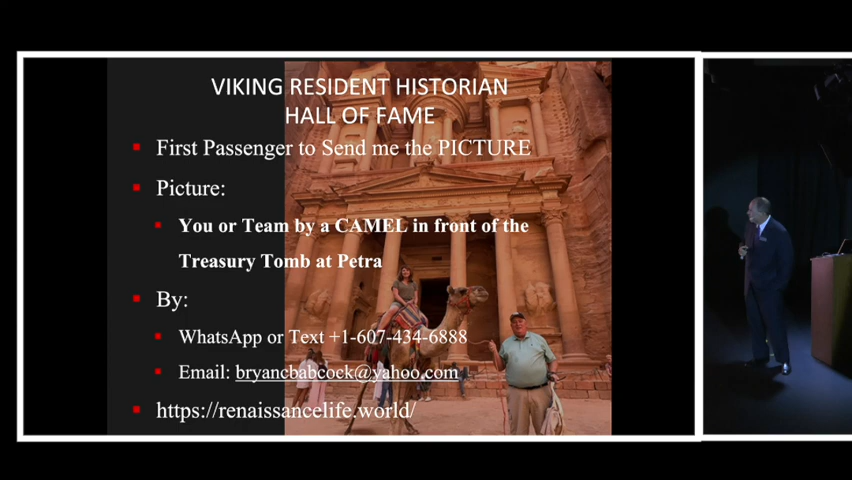 VIKING RESIDENT HISTORIAN
HALL OF FAME
First Passenger to Send me the PICTURE
Picture:
You or Team by a CAMEL in front of the
Treasury Tomb at Petra
By:
WhatsApp or Text +1-607-434-6888
Email: bryancbabcock@yahoo.com
https://renaissancelife.world/